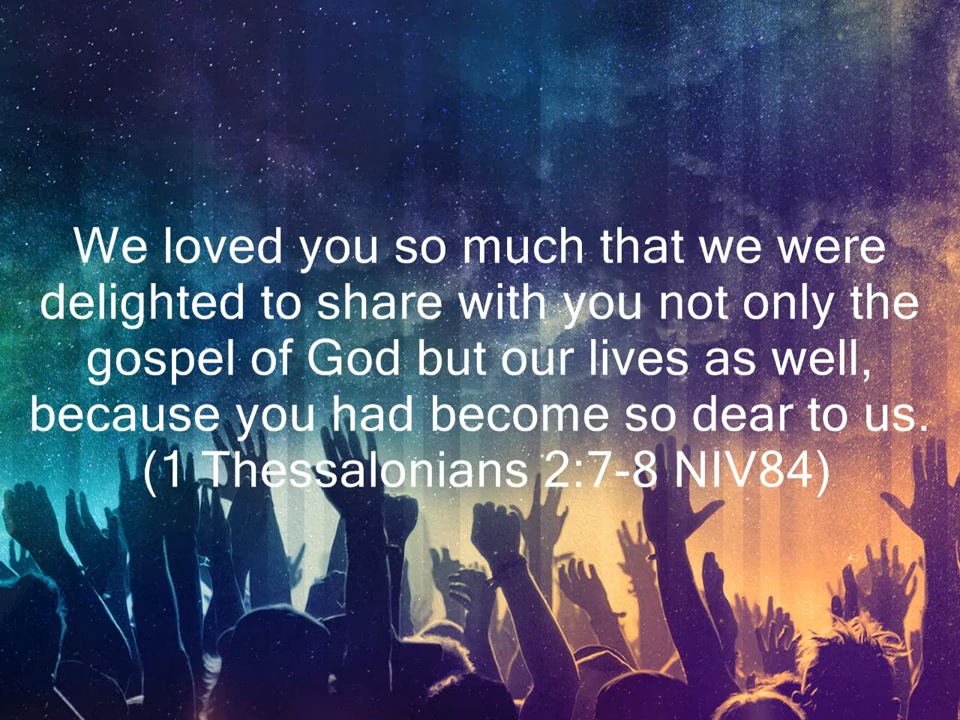 We loved you so much that we were
delighted to share with you not only the
gospel of God but our lives as well,
because you had become so dear to us.
(1 Thessalonians 2:7-8 NIV84)